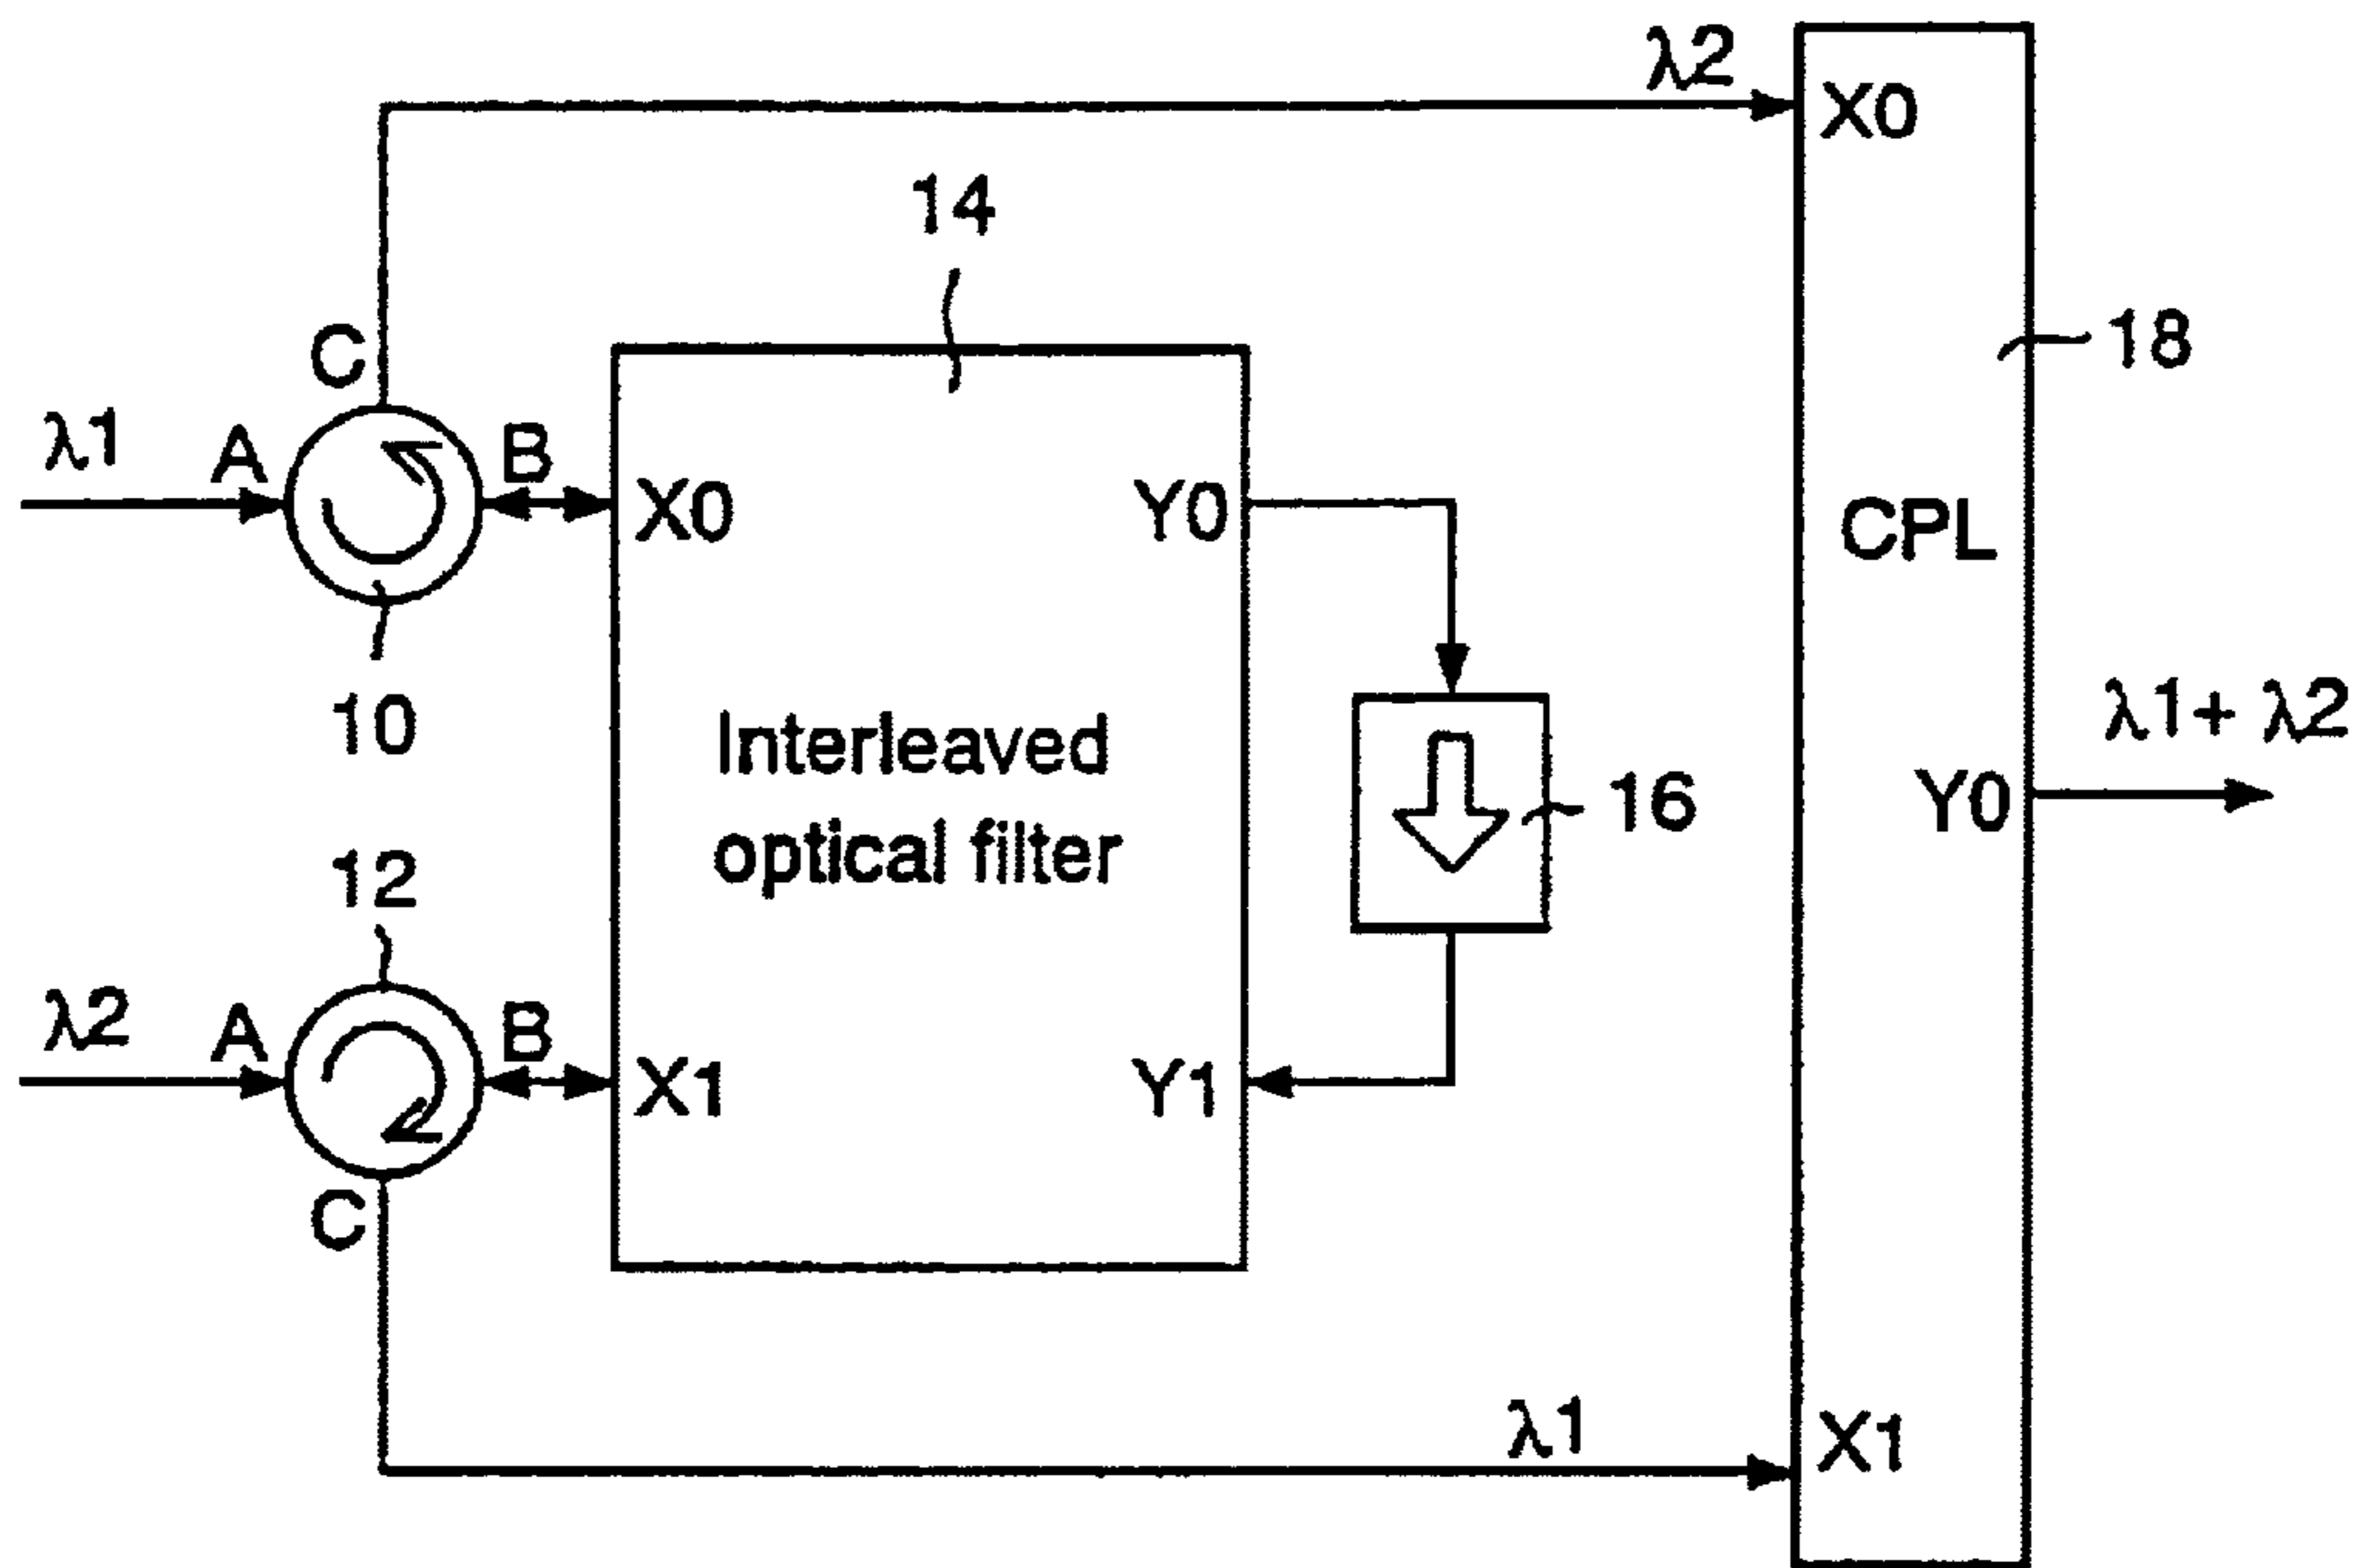 λ2
X0
14
18
C
λ1
A
B
X0
Y0
CPL
10
Interleaved
optical filter
16
λ1+ λ2
Y0
12
λ2
A
B
X1
Y1
C
λ1
X1